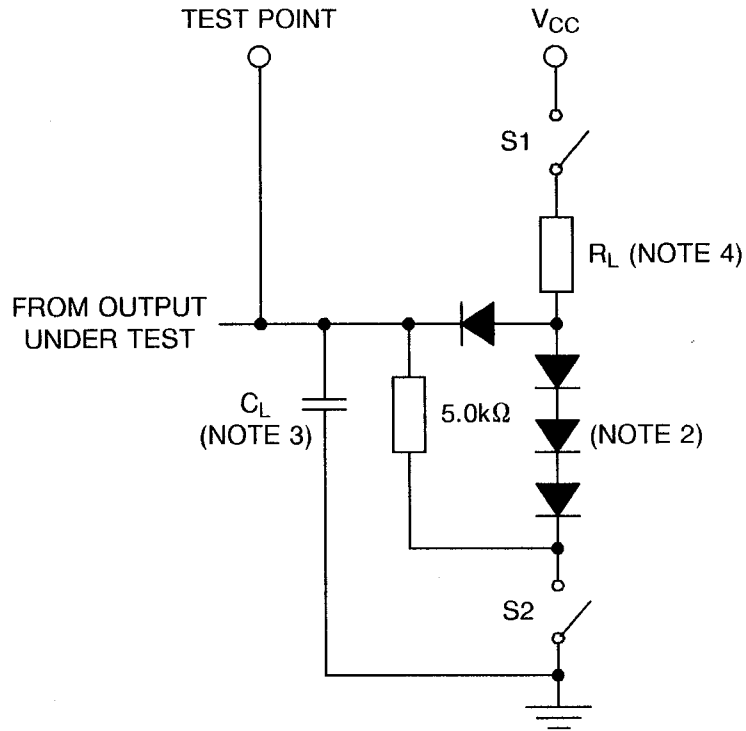 TEST POINT
VCC
S1
RL (NOTE 4)
FROM OUTPUT
UNDER TEST
CL
(NOTE 3)
5.0kΩ
(NOTE 2)
S2